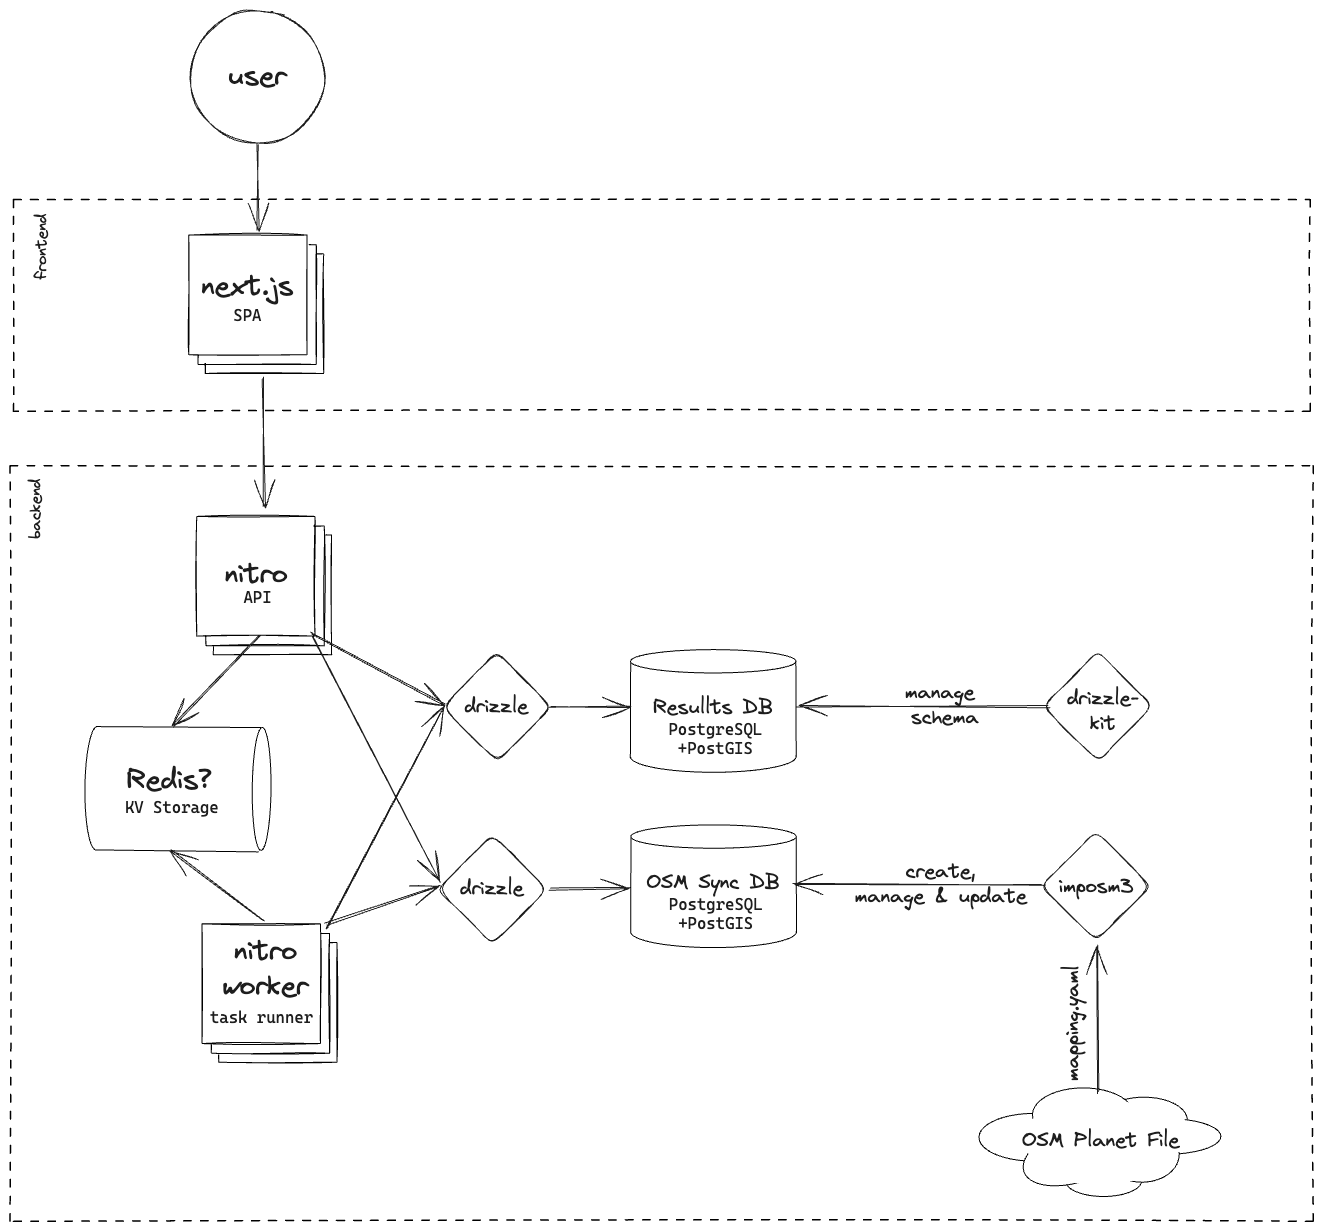 user
frontend
next.js
SPA
backend
nitro
API
drizzle
Resullts DB
PostgreSQL
+PostGIS
manage
schema
drizzle-
kit
Redis?
KV Storage
drizzle
OSM Sync DB
PostgreSQL
+PostGIS
create,
manage & update
imposm3
nitro
worker
task runner
mapping.yaml
OSM Planet File